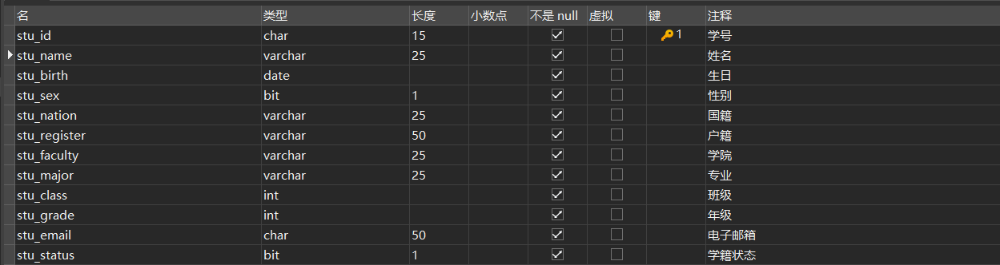 名 类型 长度 小数点 不是 null 虚拟 键 注释
stu_id char 15 1 学号
stu_name varchar 25 姓名
stu_birth date 生日
stu_sex bit 1 性别
stu_nation varchar 25 国籍
stu_register varchar 50 户籍
stu_faculty varchar 25 学院
stu_major varchar 25 专业
stu_class int 班级
stu_grade int 年级
stu_email char 50 电子邮箱
stu_status bit 1 学籍状态